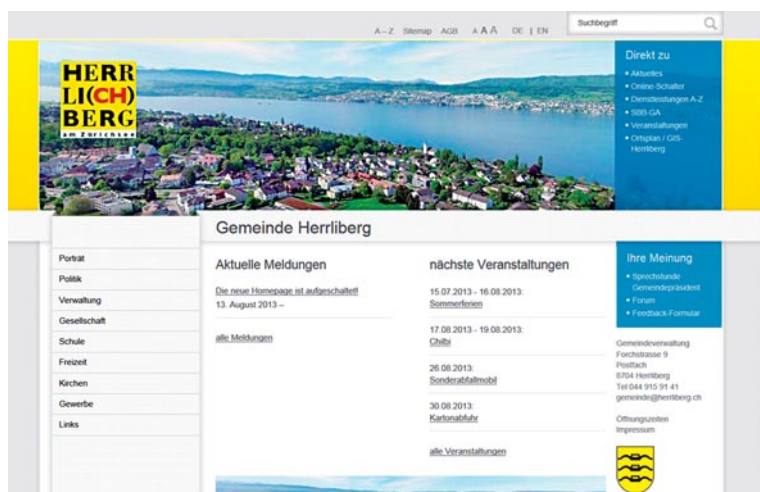 A – Z Sitemap AGB A A A DE | EN
Suchbegriff
HERR
LI(CH)
BERG
am Zürichsee
Direkt zu
Aktuelles
Online-Schalter
Dienstleistungen A-Z
SBB-GA
Veranstaltungen
Ortsplan / GIS-
Herrliberg
Gemeinde Herrliberg
Porträt
Politik
Verwaltung
Gesellschaft
Schule
Freizeit
Kirchen
Gewerbe
Links
Aktuelle Meldungen
Die neue Homepage ist aufgeschaltet!!
13. August 2013 –
alle Meldungen
nächste Veranstaltungen
15.07.2013 - 16.08.2013:
Sommerferien
17.08.2013 - 19.08.2013:
Chilbi
26.08.2013:
Sonderabfallmobil
30.08.2013:
Kartonabfuhr
alle Veranstaltungen
Ihre Meinung
Sprechstunde
Gemeindepräsident
Forum
Feedback-Formular
Gemeindeverwaltung
Forchstrasse 9
Postfach
8704 Herrliberg
Tel 044 915 91 41
gemeinde@herrliberg.ch
Öffnungszeiten
Impressum